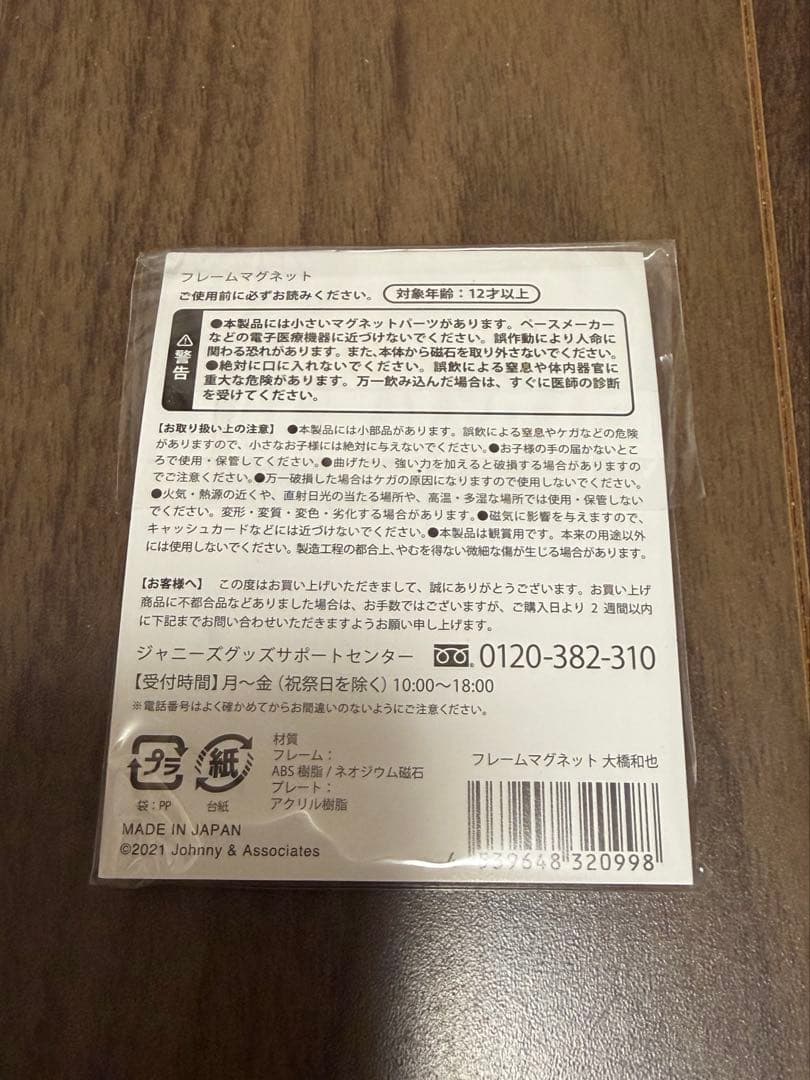 フレームマグネット
ご使用前に必ずお読みください。 対象年齢:12才以上
警告
●本製品には小さいマグネットパーツがあります。ペースメーカー
などの電子医療機器に近づけないでください。誤作動により人命に
関わる恐れがあります。また、本体から磁石を取り外さないでください。
●絶対に口に入れないでください。誤飲による窒息や体内器官に
重大な危険があります。万一飲み込んだ場合は、すぐに医師の診断
を受けてください。
【お取り扱い上の注意】 ●本製品には小部品があります。誤飲による窒息やケガなどの危険
がありますので、小さなお子様には絶対に与えないでください。●お子様の手の届かないとこ
ろで使用・保管してください。●曲げたり、強い力を加えると破損する場合がありますので
ご注意ください。●万一破損した場合はケガの原因になりますので使用しないでください。
●火気・熱源の近くや、直射日光の当たる場所や、高温・多湿な場所では使用・保管しない
でください。変形・変質・変色・劣化する場合があります。●磁気に影響を与えますので、
キャッシュカードなどには近づけないでください。●本製品は観賞用です。本来の用途以外
には使用しないでください。製造工程の都合上、やむを得ない微細な傷が生じる場合があります。
【お客様へ】 この度はお買い上げいただきまして、誠にありがとうございます。お買い上げ
商品に不都合品などありました場合は、お手数ではございますが、ご購入日より2週間以内
に下記までお問い合わせいただきますようお願い申し上げます。
ジャニーズグッズサポートセンター 0120-382-310
【受付時間】月～金(祝祭日を除く)10:00～18:00
※電話番号はよく確かめてからお間違いのないようにご注意ください。
プラ 紙
袋:PP 台紙
材質
フレーム:
ABS樹脂/ネオジウム磁石
プレート:
アクリル樹脂
MADE IN JAPAN
©2021 Johnny & Associates
フレームマグネット 大橋和也
4 539648 320998